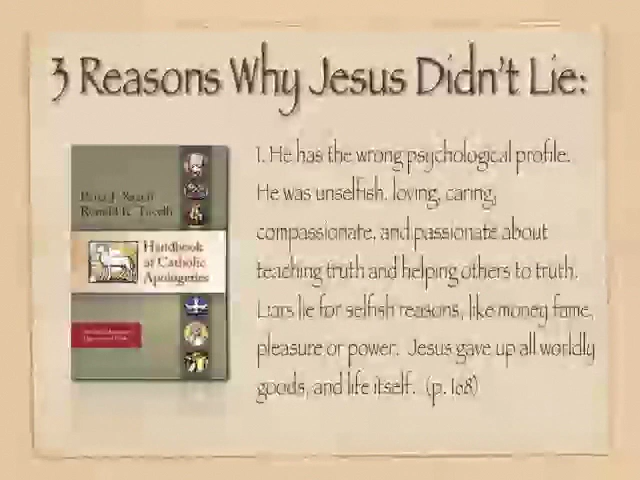 3 Reasons Why Jesus Didn't Lie:
1. He has the wrong psychological profile.
He was unselfish, loving, caring,
compassionate, and passionate about
teaching truth and helping others to truth.
Liars lie for selfish reasons, like money fame,
pleasure or power. Jesus gave up all worldly
goods, and life itself. (p. 168)
Ronald K. Tacelli
Handbook
of Catholic
Apologetics